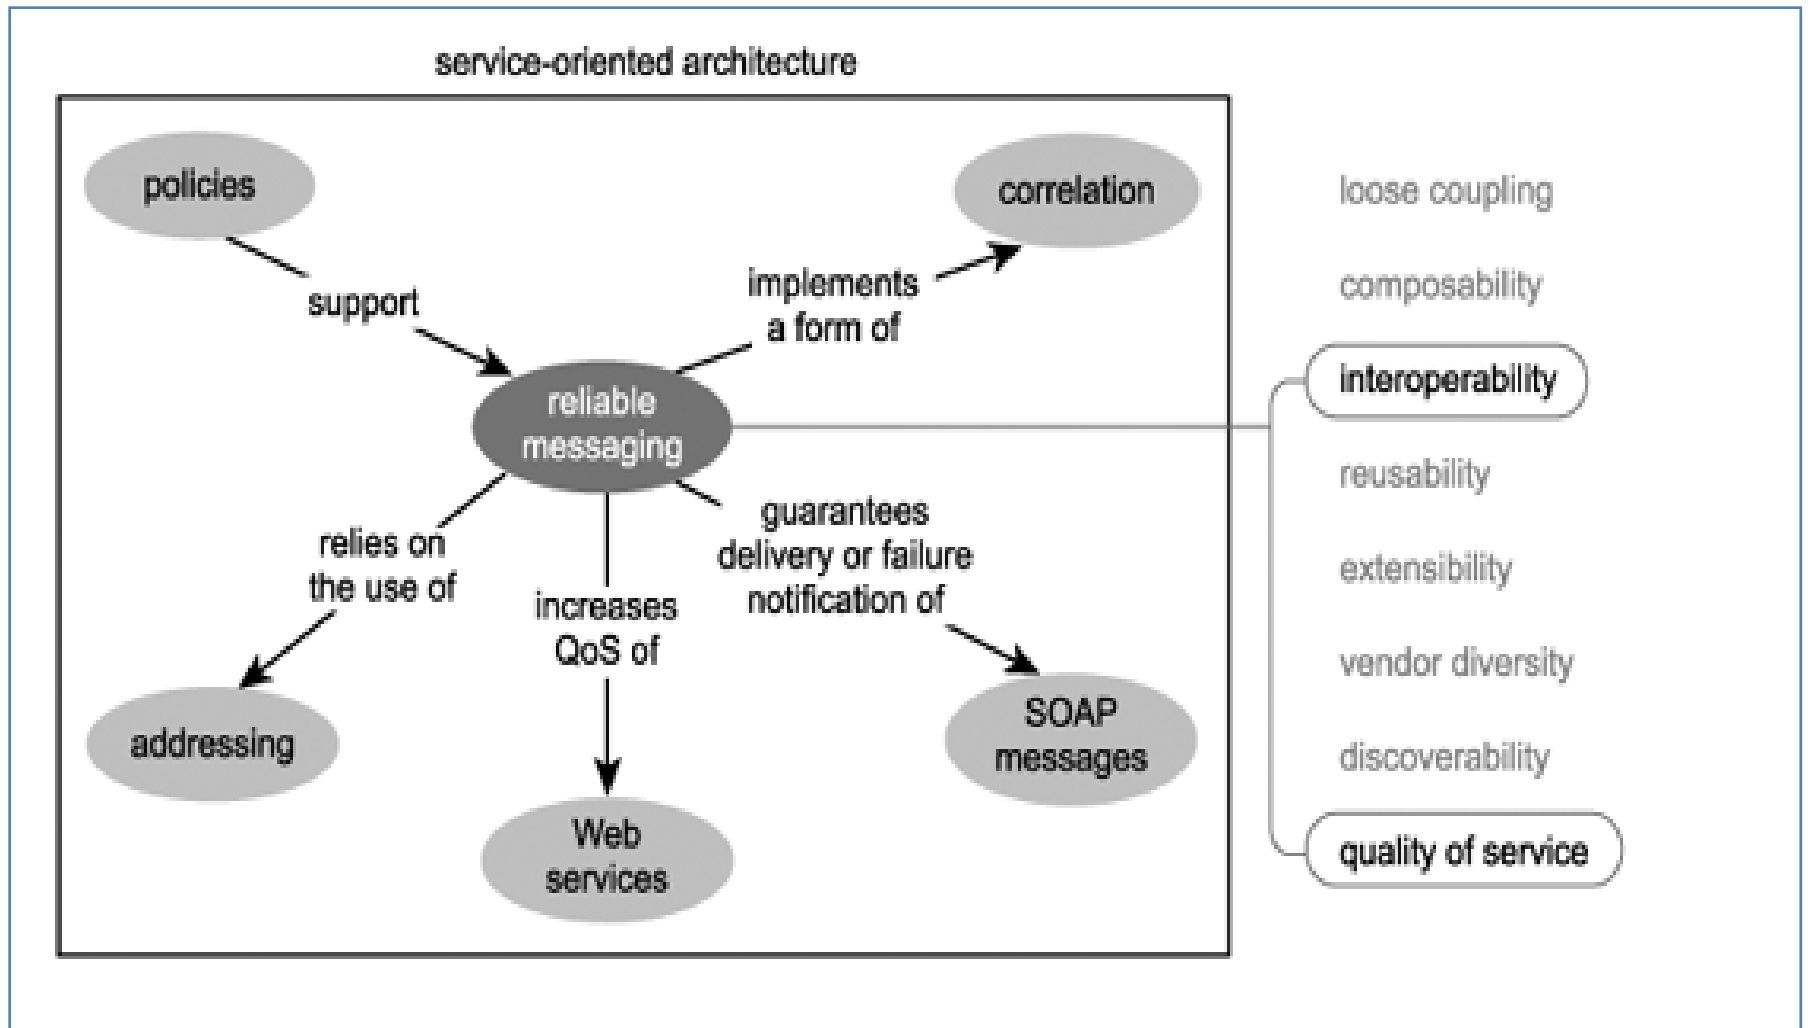 service-oriented architecture
policies
correlation
support
implements
a form of
reliable
messaging
relies on
the use of
increases
QoS of
guarantees
delivery or failure
notification of
addressing
Web
services
SOAP
messages
loose coupling
composability
interoperability
reusability
extensibility
vendor diversity
discoverability
quality of service